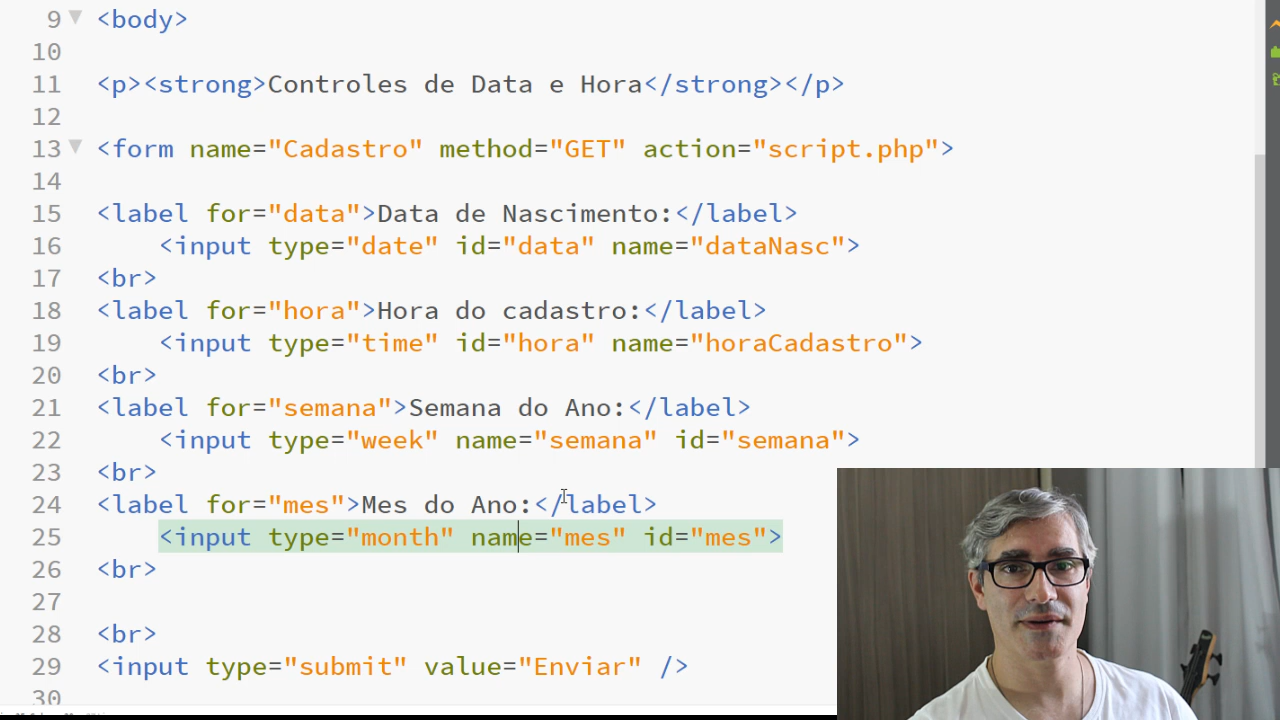 9 <body>
10
11 <p><strong>Controles de Data e Hora</strong></p>
12
13 <form name="Cadastro" method="GET" action="script.php">
14
15 <label for="data">Data de Nascimento:</label>
16 <input type="date" id="data" name="dataNasc">
17 <br>
18 <label for="hora">Hora do cadastro:</label>
19 <input type="time" id="hora" name="horaCadastro">
20 <br>
21 <label for="semana">Semana do Ano:</label>
22 <input type="week" name="semana" id="semana">
23 <br>
24 <label for="mes">Mes do Ano:</label>
25 <input type="month" name="mes" id="mes">
26 <br>
27
28 <br>
29 <input type="submit" value="Enviar" />
30